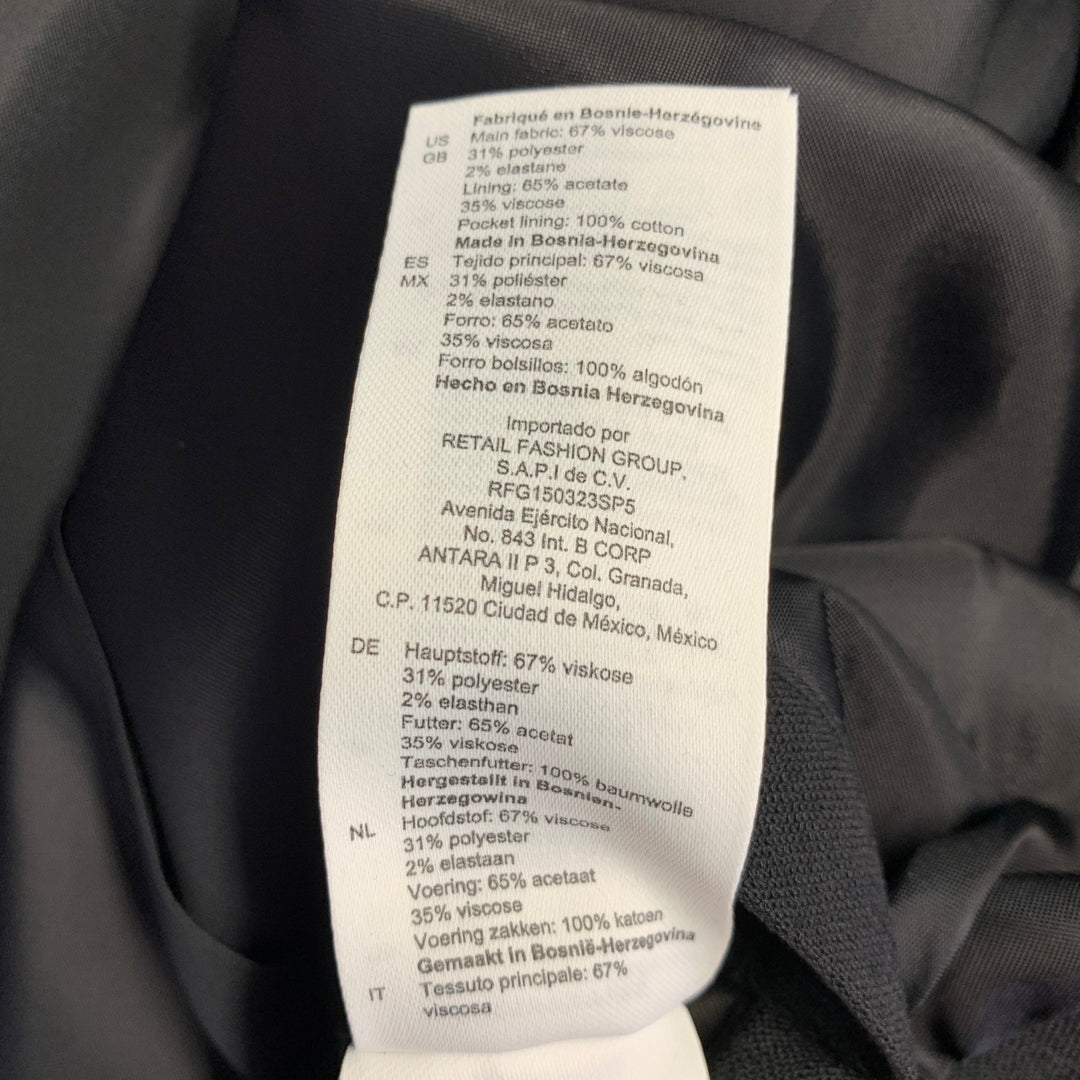 Fabriqué en Bosnie-Herzégovine
US Main fabric: 67% viscose
GB 31% polyester
2% elastane
Lining: 65% acetate
35% viscose
Pocket lining: 100% cotton
Made in Bosnia-Herzegovina
ES Tejido principal: 67% viscosa
MX 31% poliéster
2% elastano
Forro: 65% acetato
35% viscosa
Forro bolsillos: 100% algodón
Hecho en Bosnia Herzegovina
Importado por
RETAIL FASHION GROUP,
S.A.P.I de C.V.
RFG150323SP5
Avenida Ejército Nacional,
No. 843 Int. B CORP
ANTARA II P 3, Col. Granada,
Miguel Hidalgo,
C.P. 11520 Ciudad de México, México
DE Hauptstoff: 67% viskose
31% polyester
2% elasthan
Futter: 65% acetat
35% viskose
Taschenfutter: 100% baumwolle
Hergestellt in Bosnien-
Herzegowina
NL Hoofdstof: 67% viscose
31% polyester
2% elastaan
Voering: 65% acetaat
35% viscose
Voering zakken: 100% katoen
Gemaakt in Bosnië-Herzegovina
IT Tessuto principale: 67%
viscosa